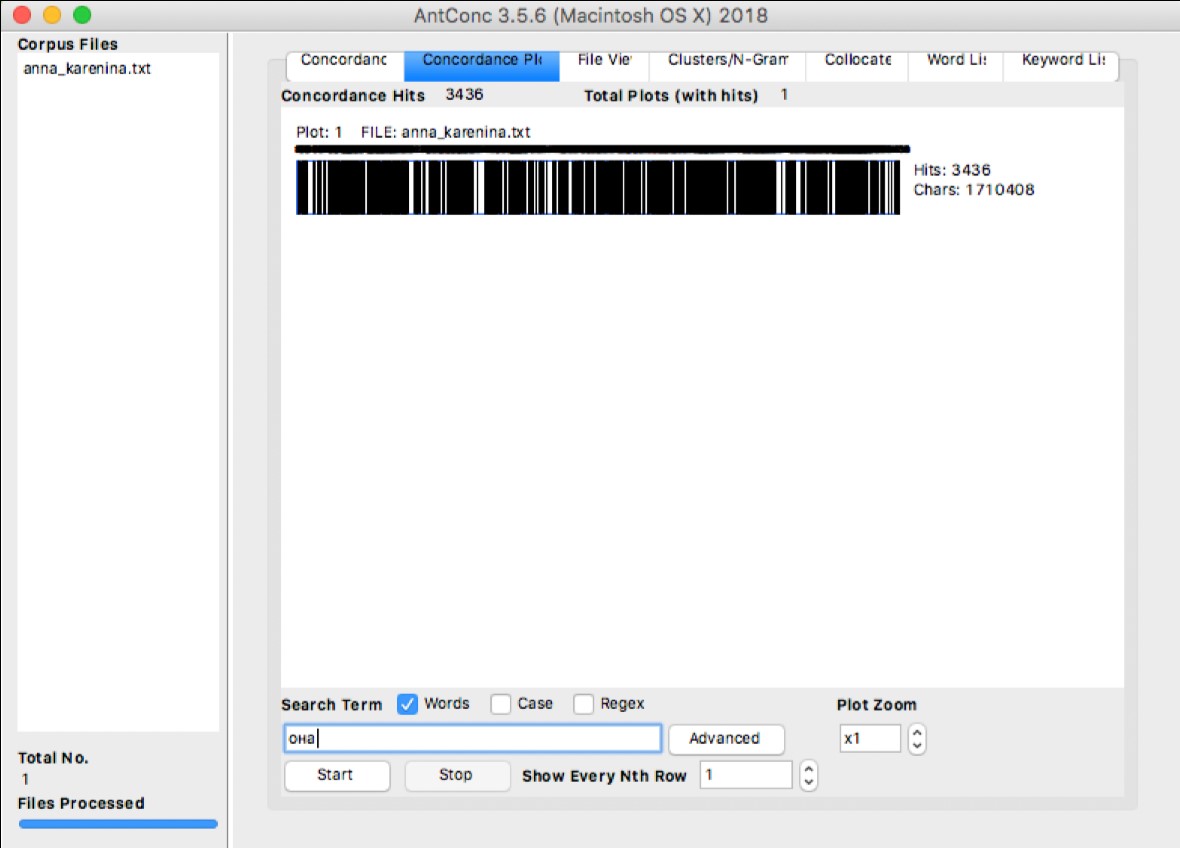 AntConc 3.5.6 (Macintosh OS X) 2018
Corpus Files
anna_karenina.txt
Concordanc Concordance Plo File Vie Clusters/N-Gram Collocate Word Lis Keyword Lis
Concordance Hits 3436 Total Plots (with hits) 1
Plot: 1 FILE: anna_karenina.txt
Hits: 3436
Chars: 1710408
Search Term Words Case Regex Plot Zoom
она Advanced x1
Start Stop Show Every Nth Row 1
Total No.
1
Files Processed